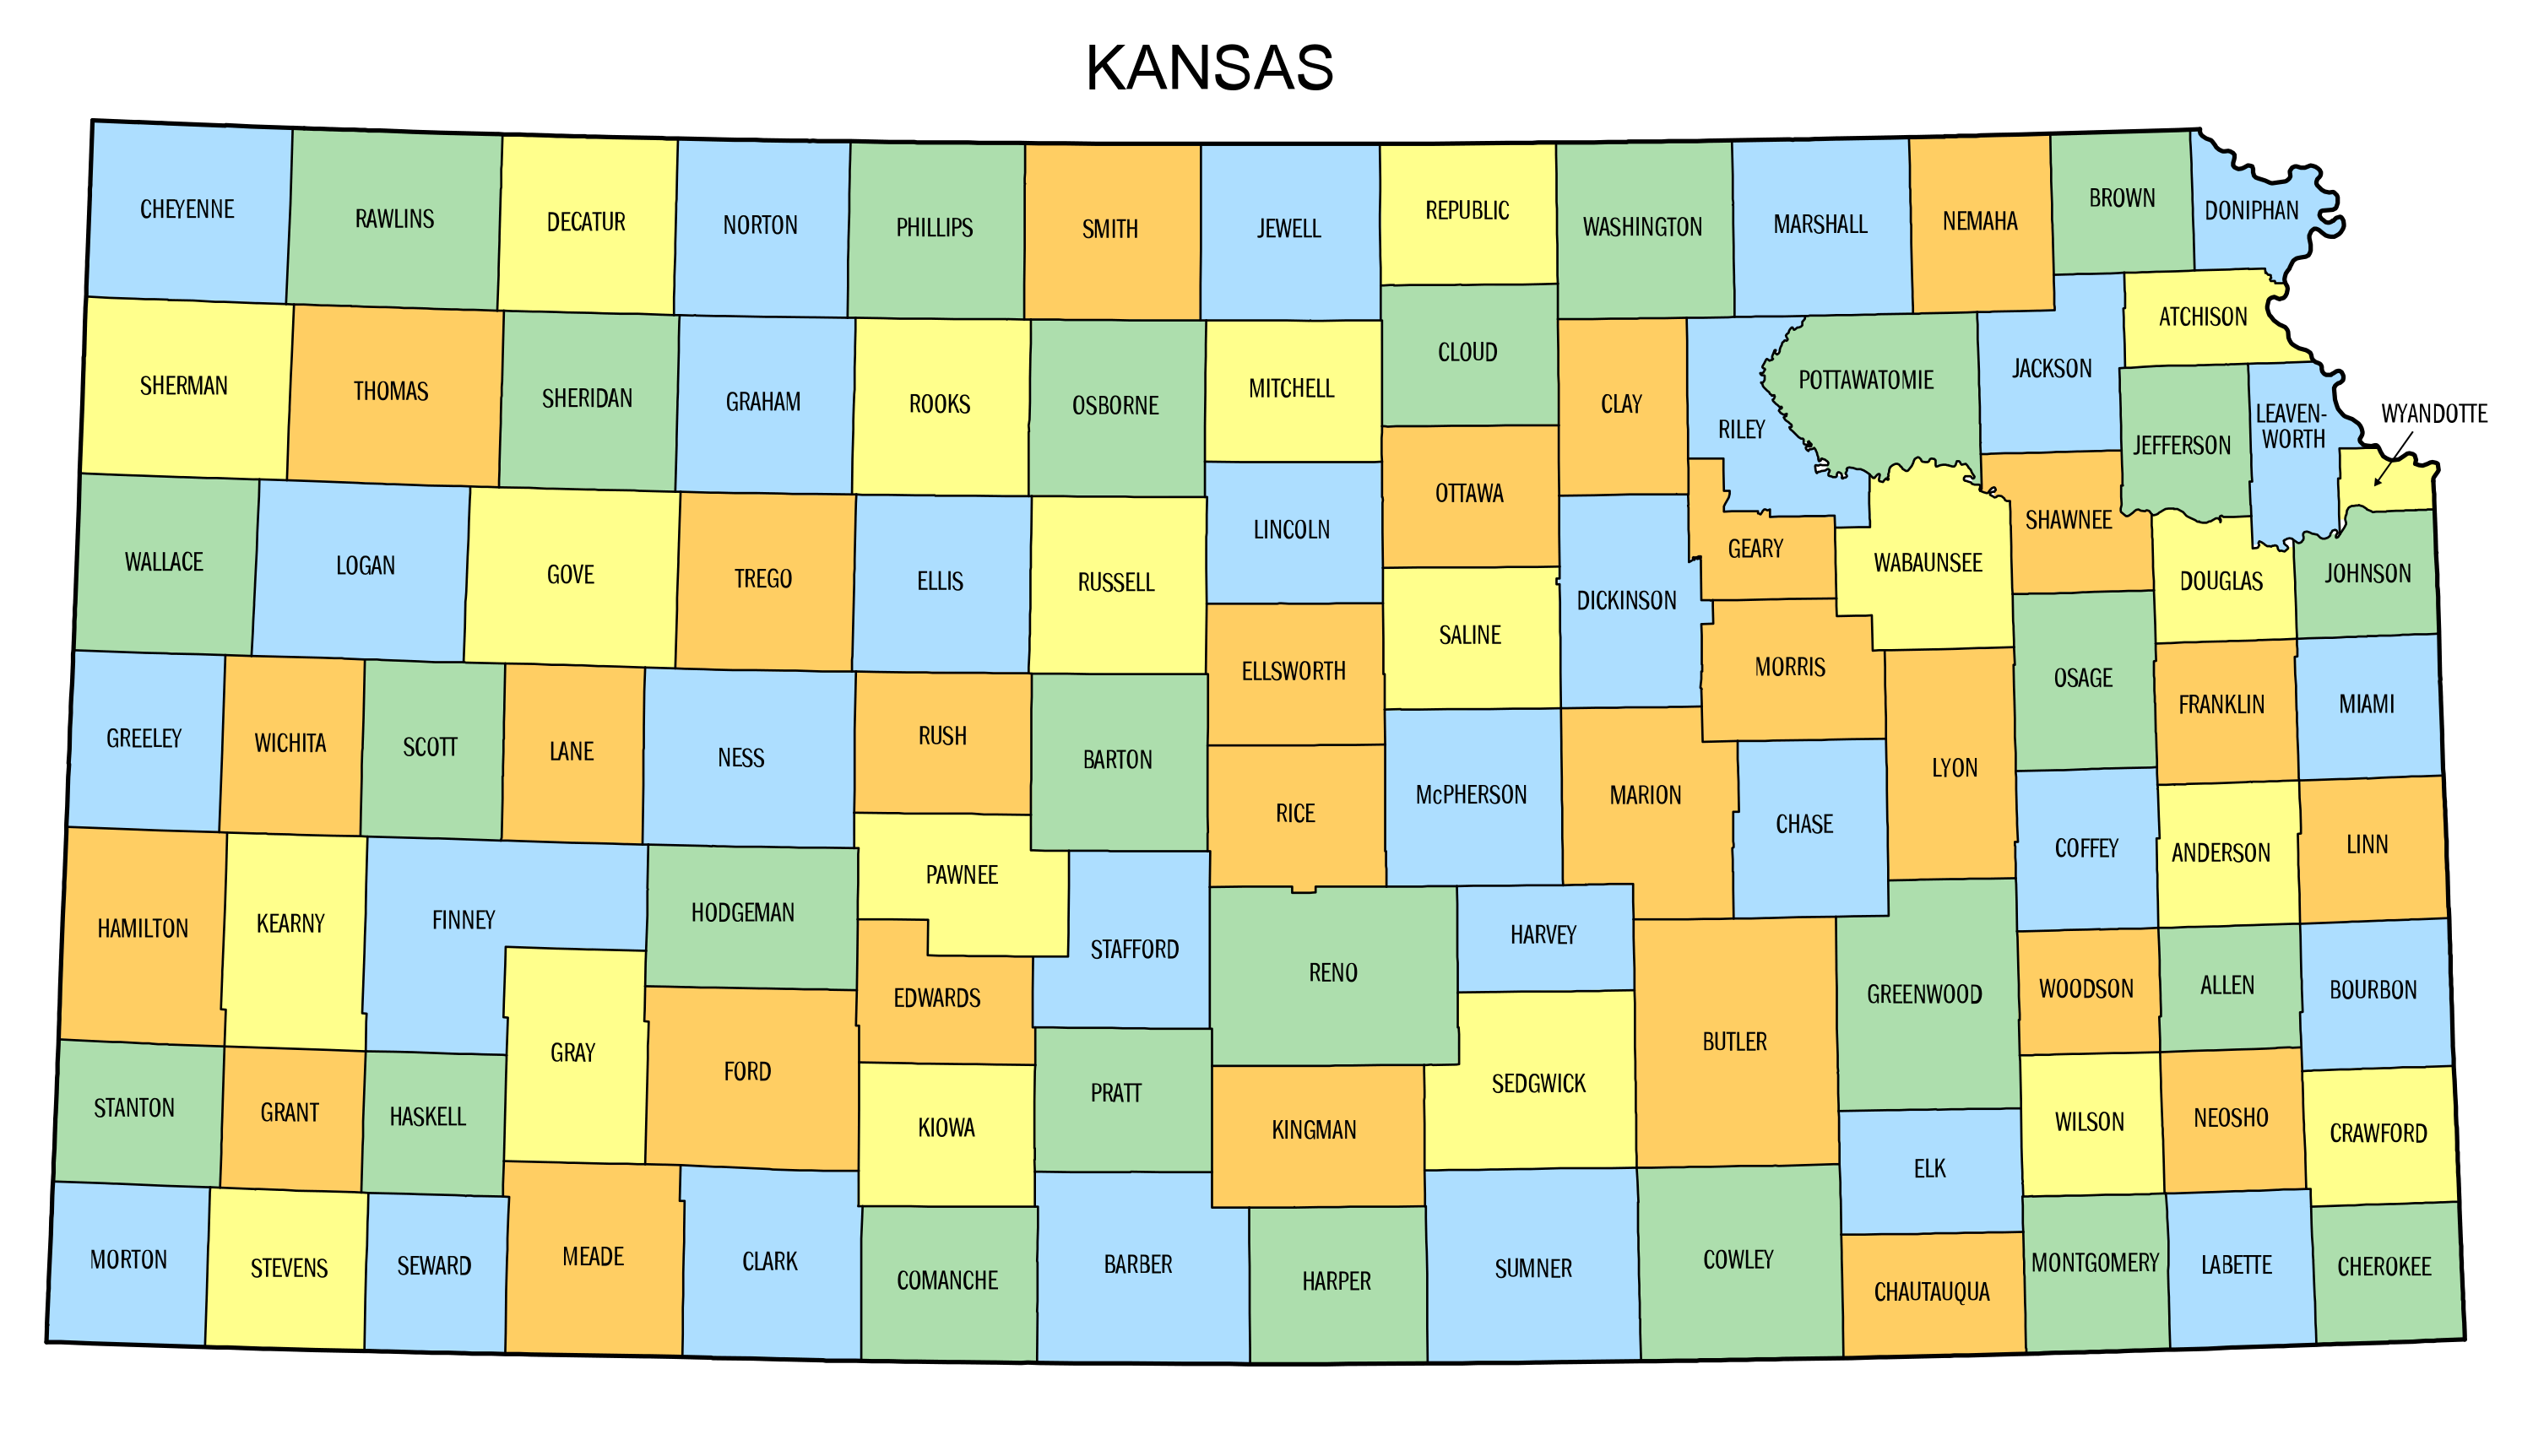 KANSAS
CHEYENNE
RAWLINS
DECATUR
NORTON
PHILLIPS
SMITH
JEWELL
REPUBLIC
WASHINGTON
MARSHALL
NEMAHA
BROWN
DONIPHAN
SHERMAN
THOMAS
SHERIDAN
GRAHAM
ROOKS
OSBORNE
MITCHELL
CLOUD
CLAY
RILEY
POTTAWATOMIE
JACKSON
ATCHISON
JEFFERSON
LEAVEN-
WORTH
WYANDOTTE
WALLACE
LOGAN
GOVE
TREGO
ELLIS
RUSSELL
LINCOLN
OTTAWA
DICKINSON
GEARY
WABAUNSEE
SHAWNEE
DOUGLAS
JOHNSON
ELLSWORTH
SALINE
MORRIS
OSAGE
FRANKLIN
MIAMI
GREELEY
WICHITA
SCOTT
LANE
NESS
RUSH
BARTON
RICE
McPHERSON
MARION
CHASE
LYON
COFFEY
ANDERSON
LINN
HAMILTON
KEARNY
FINNEY
HODGEMAN
PAWNEE
STAFFORD
EDWARDS
RENO
HARVEY
BUTLER
GREENWOOD
WOODSON
ALLEN
BOURBON
GRAY
FORD
STANTON
GRANT
HASKELL
KIOWA
PRATT
KINGMAN
SEDGWICK
ELK
WILSON
NEOSHO
CRAWFORD
MORTON
STEVENS
SEWARD
MEADE
CLARK
COMANCHE
BARBER
HARPER
SUMNER
COWLEY
CHAUTAUQUA
MONTGOMERY
LABETTE
CHEROKEE